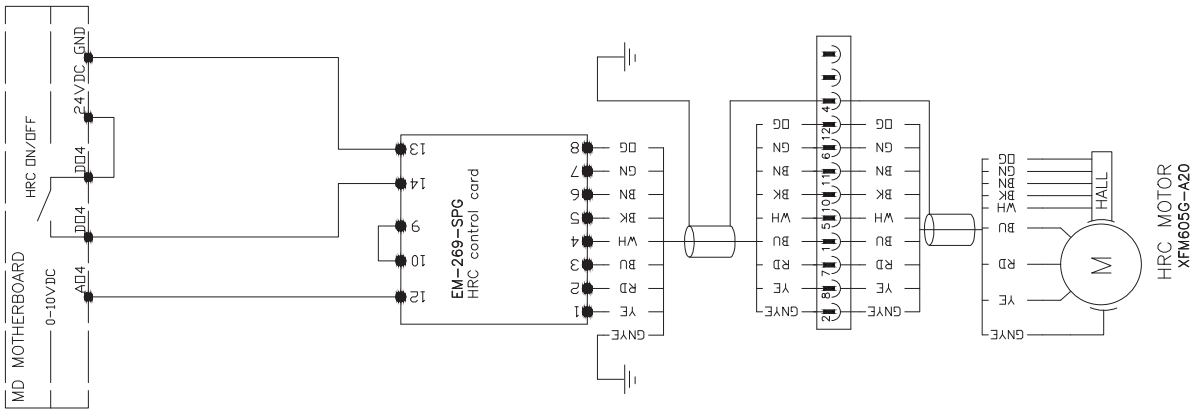 MD MOTHERBOARD
0-10VDC
HRC ON/OFF
AO4
DO4
DO4
24VDC
GND
13
14
9
10
12
EM-269-SPG
HRC control card
8
7
6
5
4
3
2
1
OG
GN
BN
BK
WH
BU
RD
YE
GNYE
OG
GN
BN
BK
WH
BU
RD
YE
GNYE
4
12
6
11
10
5
1
7
8
2
OG
GN
BN
BK
WH
BU
RD
YE
GNYE
OG
GN
BN
BK
WH
BU
RD
YE
GNYE
HALL
M
HRC MOTOR
XFM605G-A20